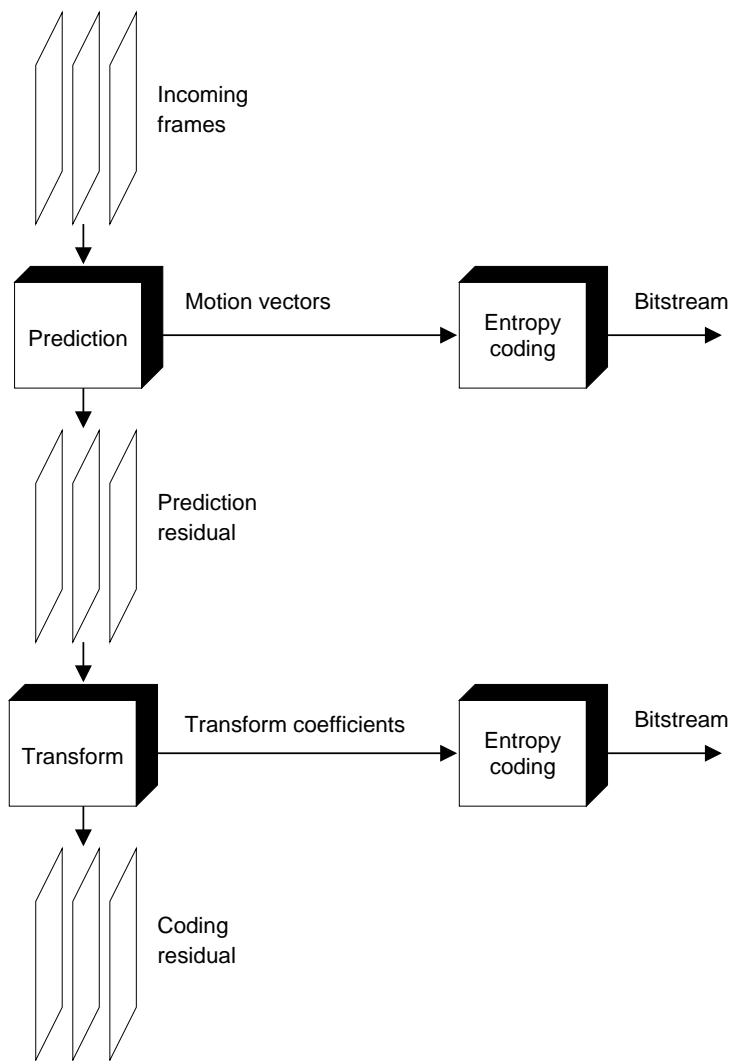 Incoming
frames
Prediction
Motion vectors
Entropy
coding
Bitstream
Prediction
residual
Transform
Transform coefficients
Entropy
coding
Bitstream
Coding
residual